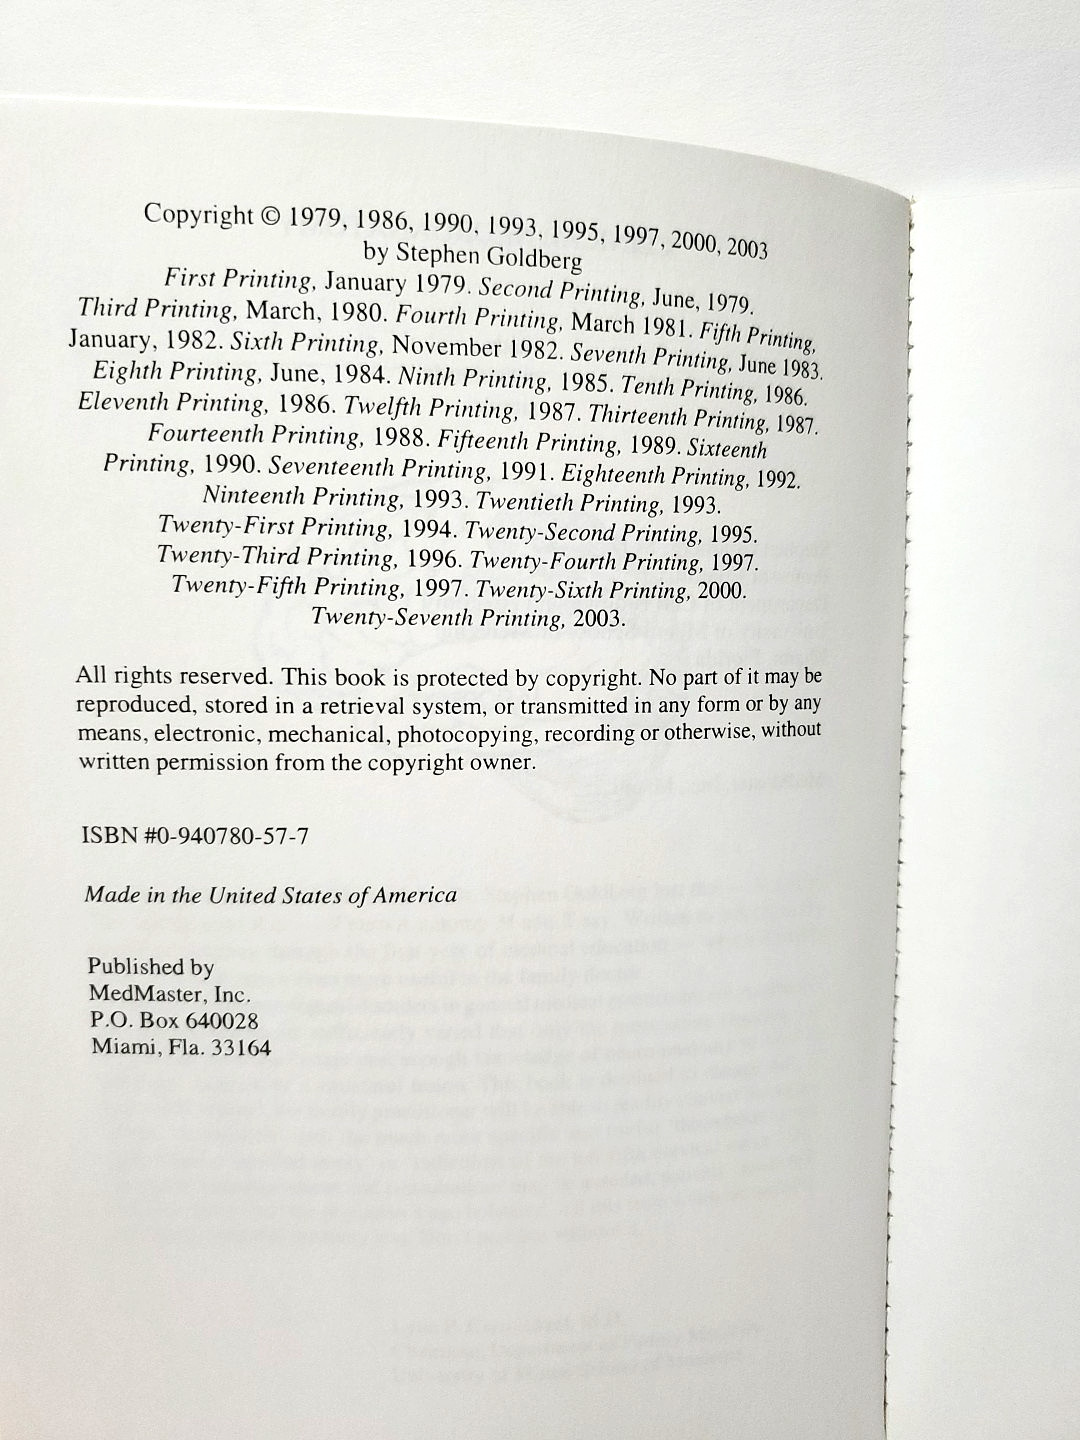 Copyright © 1979, 1986, 1990, 1993, 1995, 1997, 2000, 2003
by Stephen Goldberg
First Printing, January 1979. Second Printing, June, 1979.
Third Printing, March, 1980. Fourth Printing, March 1981. Fifth Printing,
January, 1982. Sixth Printing, November 1982. Seventh Printing, June 1983.
Eighth Printing, June, 1984. Ninth Printing, 1985. Tenth Printing, 1986.
Eleventh Printing, 1986. Twelfth Printing, 1987. Thirteenth Printing, 1987.
Fourteenth Printing, 1988. Fifteenth Printing, 1989. Sixteenth
Printing, 1990. Seventeenth Printing, 1991. Eighteenth Printing, 1992.
Ninteenth Printing, 1993. Twentieth Printing, 1993.
Twenty-First Printing, 1994. Twenty-Second Printing, 1995.
Twenty-Third Printing, 1996. Twenty-Fourth Printing, 1997.
Twenty-Fifth Printing, 1997. Twenty-Sixth Printing, 2000.
Twenty-Seventh Printing, 2003.
All rights reserved. This book is protected by copyright. No part of it may be
reproduced, stored in a retrieval system, or transmitted in any form or by any
means, electronic, mechanical, photocopying, recording or otherwise, without
written permission from the copyright owner.
ISBN #0-940780-57-7
Made in the United States of America
Published by
MedMaster, Inc.
P.O. Box 640028
Miami, Fla. 33164